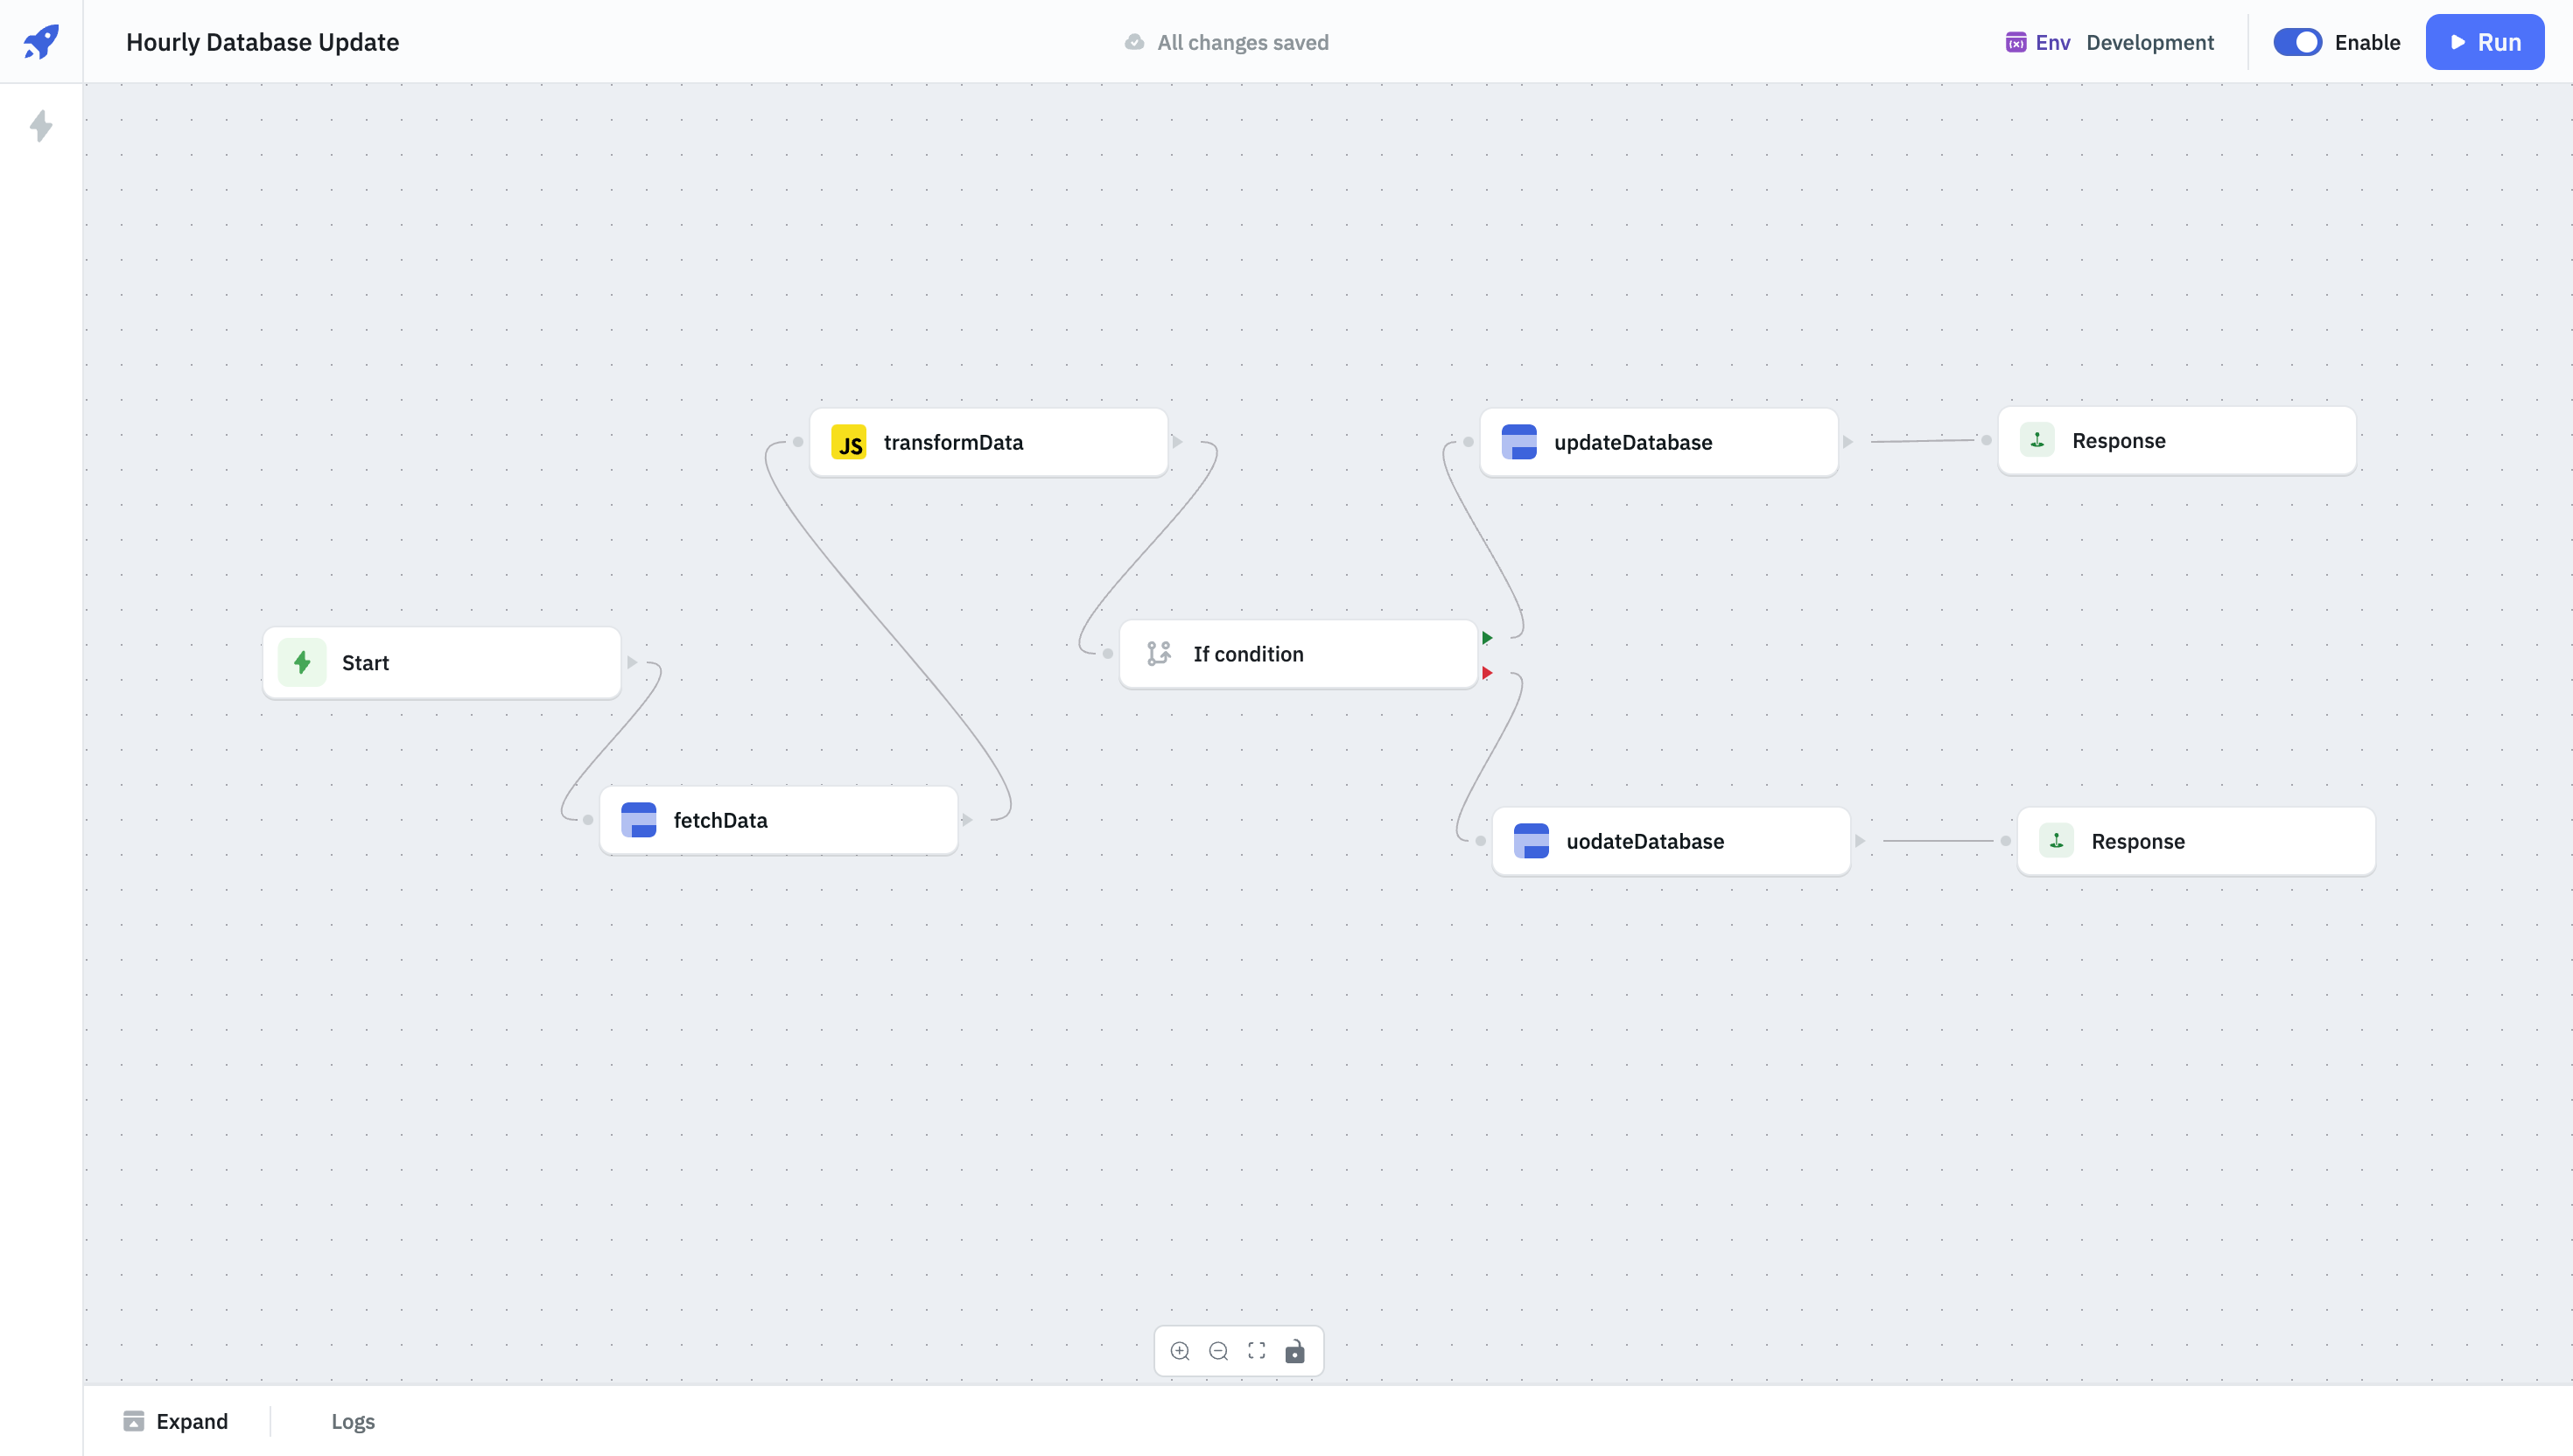 Hourly Database Update
All changes saved
Env Development
Enable
Run
JS transformData
updateDatabase
Response
Start
If condition
fetchData
uodateDatabase
Response
Expand
Logs